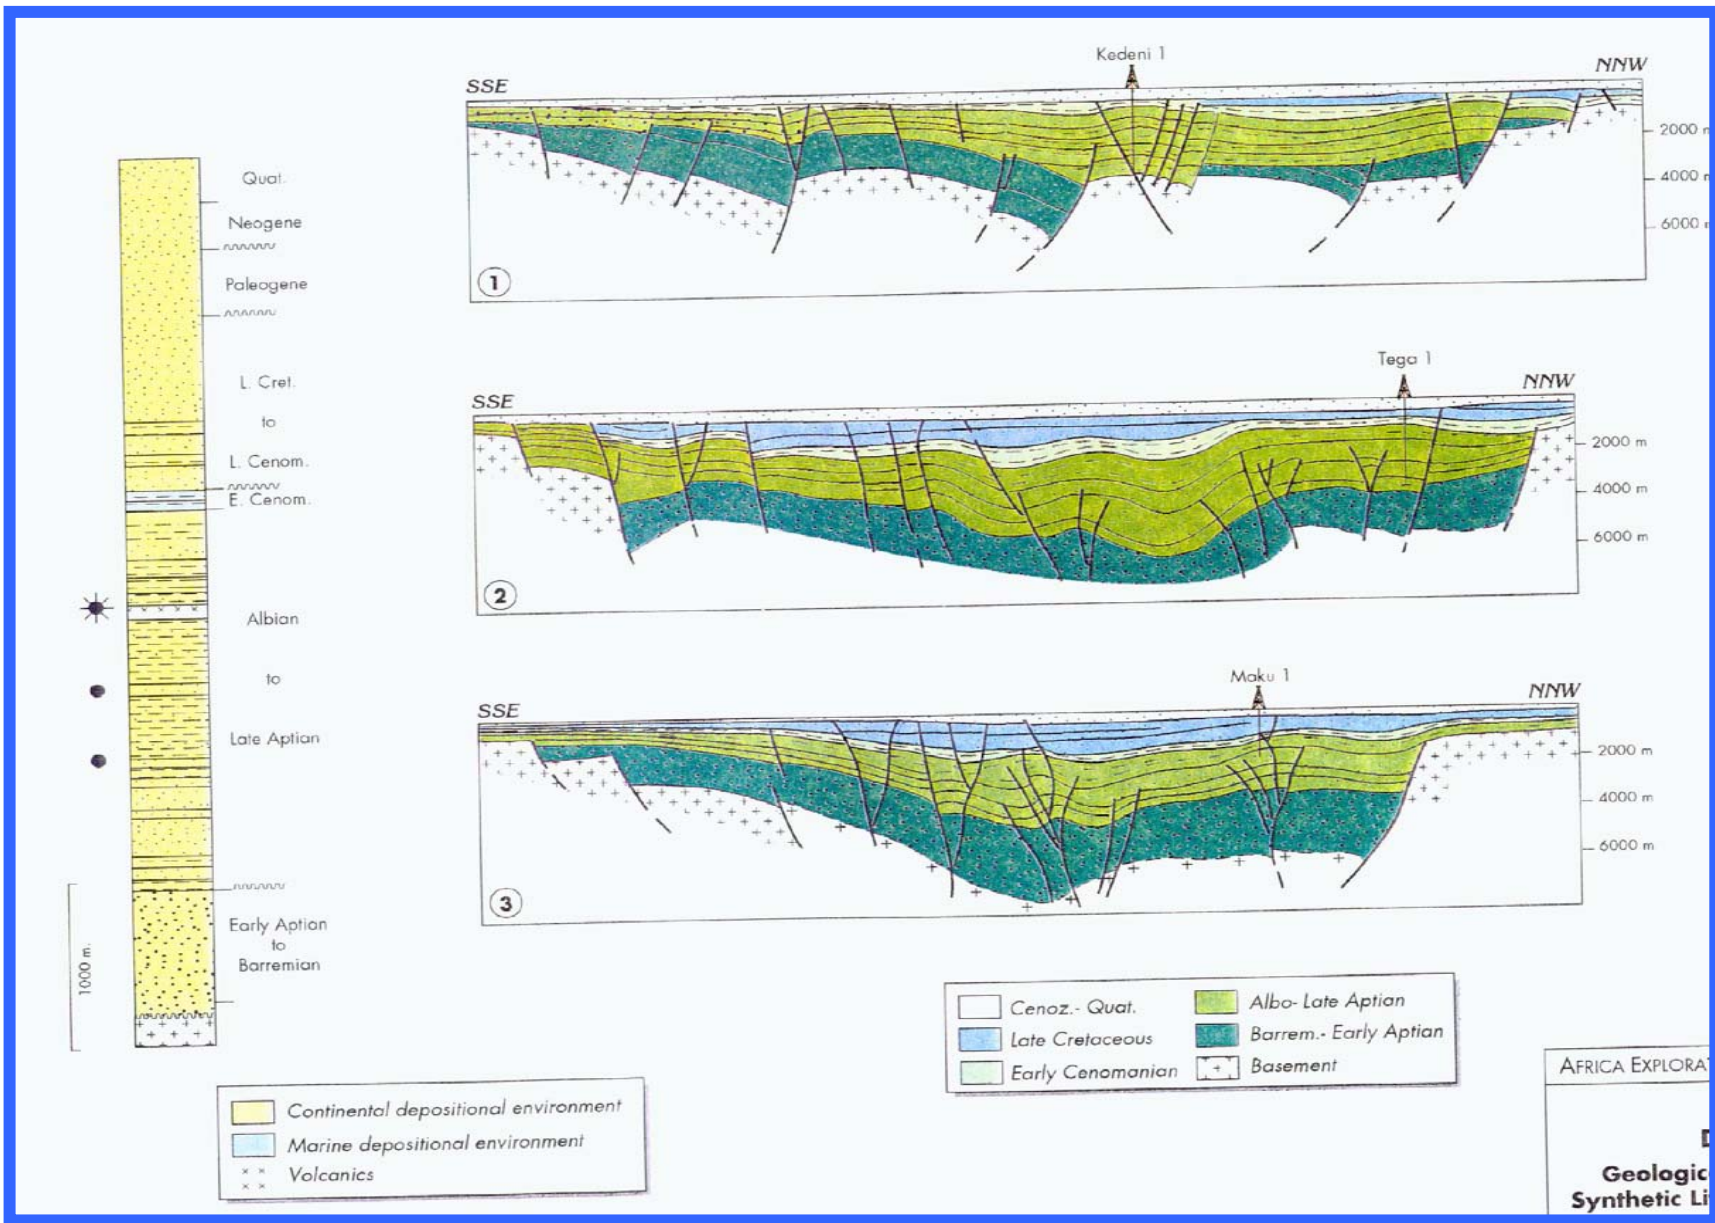 Quat.
Neogene
Paleogene
L. Cret.
to
L. Cenom.
E. Cenom.
Albian
to
Late Aptian
Early Aptian
to
Barremian
1000 m.
Continental depositional environment
Marine depositional environment
Volcanics
Kedeni 1
SSE
NNW
2000 m
4000 m
6000 m
1
Tega 1
SSE
NNW
2000 m
4000 m
6000 m
2
Maku 1
SSE
NNW
2000 m
4000 m
6000 m
3
Cenoz.- Quat.
Late Cretaceous
Early Cenomanian
Albo- Late Aptian
Barrem.- Early Aptian
Basement
AFRICA EXPLORA
Geologic
Synthetic Li